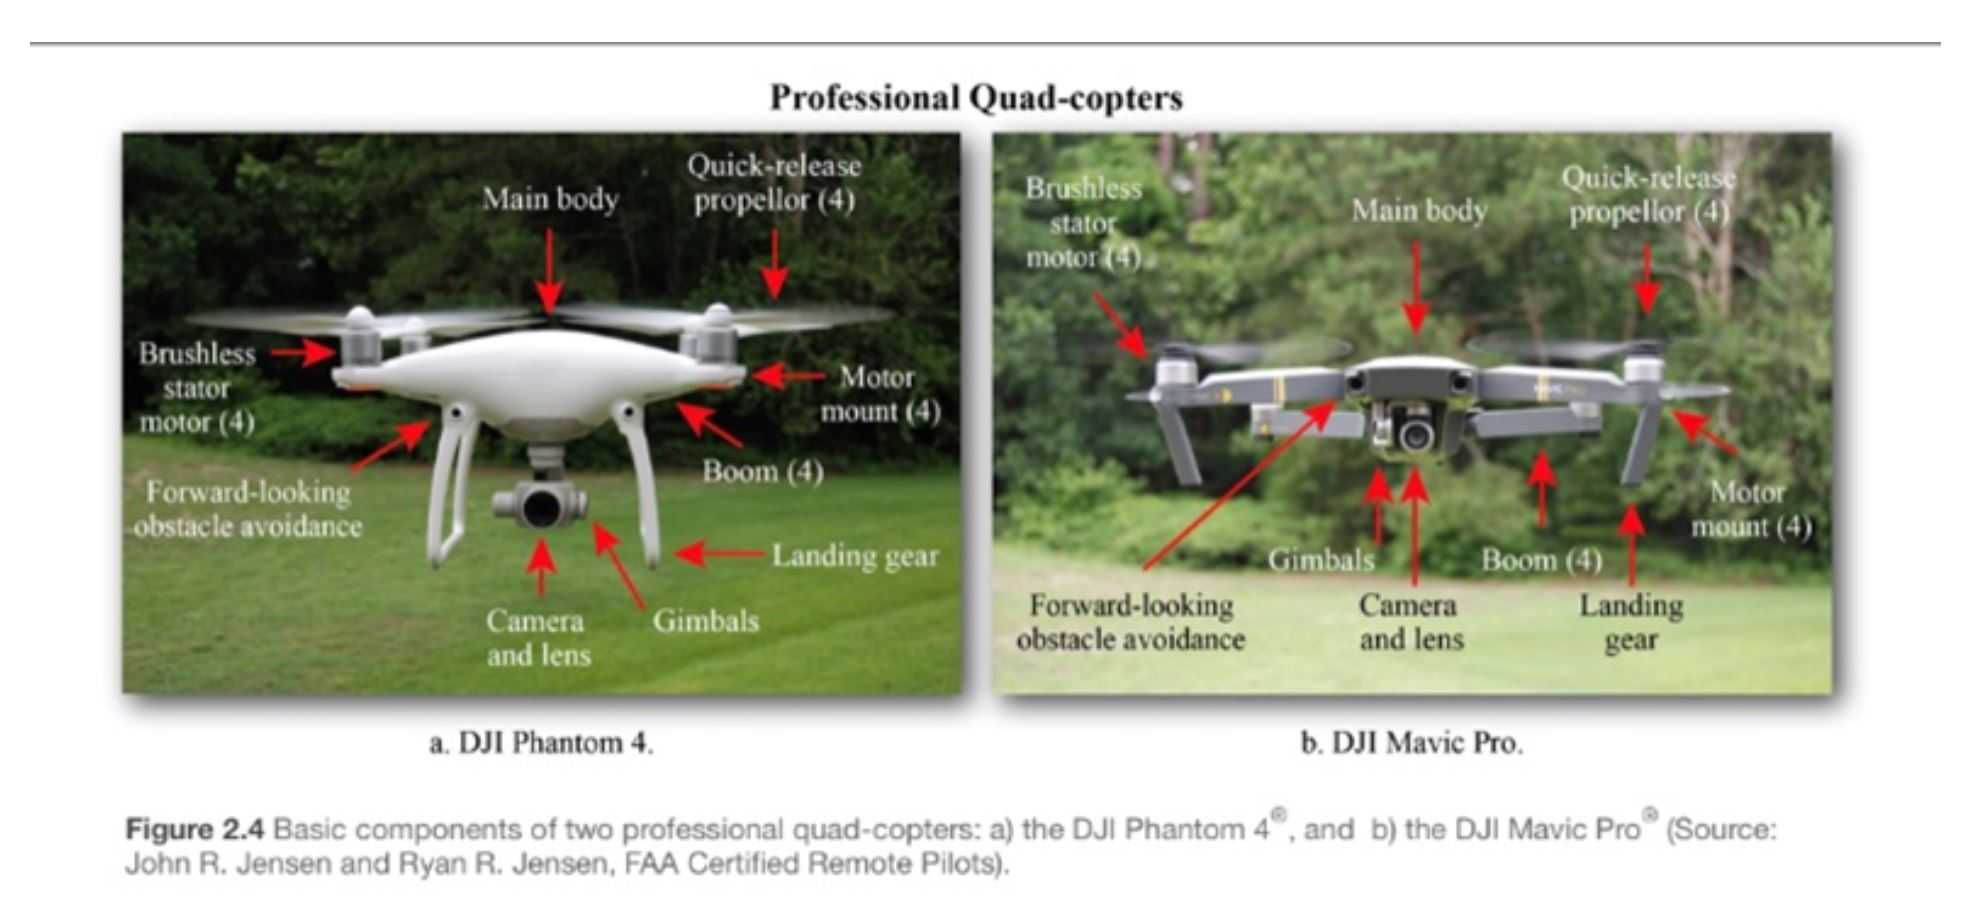 Professional Quad-copters
Quick-release
propellor (4)
Main body
Brushless
stator
motor (4)
Motor
mount (4)
Boom (4)
Forward-looking
obstacle avoidance
Landing gear
Camera
and lens
Gimbals
a. DJI Phantom 4.
Brushless
stator
motor (4)
Main body
Quick-release
propellor (4)
Motor
mount (4)
Gimbals
Boom (4)
Forward-looking
obstacle avoidance
Camera
and lens
Landing
gear
b. DJI Mavic Pro.
Figure 2.4 Basic components of two professional quad-copters: a) the DJI Phantom 4®, and b) the DJI Mavic Pro® (Source:
John R. Jensen and Ryan R. Jensen, FAA Certified Remote Pilots).